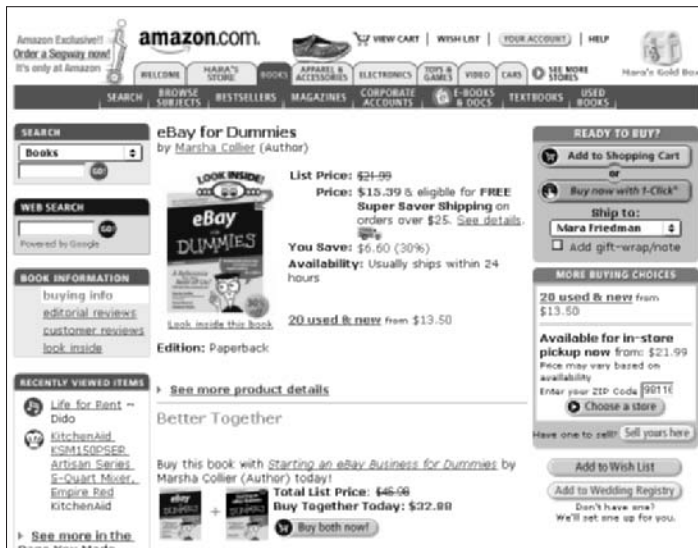 Amazon Exclusive!!
Order a Segway now!
It's only at Amazon
amazon.com.
VIEW CART | WISH LIST | YOUR ACCOUNT | HELP
WELCOME
HARA'S STORE
BOOKS
APPAREL & ACCESSORIES
ELECTRONICS
TOYS & GAMES
VIDEO
CARS
SEE MORE STORES
Mara's Gold Box
SEARCH
BROWSE SUBJECTS
BESTSELLERS
MAGAZINES
CORPORATE ACCOUNTS
E-BOOKS & DOCS
TEXTBOOKS
USED BOOKS
SEARCH
Books
GO!
WEB SEARCH
GO!
Powered by Google
BOOK INFORMATION
buying info
editorial reviews
customer reviews
look inside
RECENTLY VIEWED ITEMS
Life for Rent ~
Dido
KitchenAid
KSM150PSER
Artisan Series
5-Quart Mixer,
Empire Red
KitchenAid
See more in the
eBay for Dummies
by Marsha Collier (Author)
LOOK INSIDE!
eBay
FOR
DUMMIES
Look inside this book
List Price: $21.99
Price: $15.39 & eligible for FREE
Super Saver Shipping on
orders over $25. See details.
You Save: $6.60 (30%)
Availability: Usually ships within 24
hours
20 used & new from $13.50
Edition: Paperback
See more product details
Better Together
Buy this book with Starting an eBay Business for Dummies by
Marsha Collier (Author) today!
eBay
DUMMIES
+
Total List Price: $46.98
Buy Together Today: $32.88
Buy both now!
READY TO BUY?
Add to Shopping Cart
or
Buy now with 1-Click®
Ship to:
Mara Friedman
Add gift-wrap/note
MORE BUYING CHOICES
20 used & new from
$13.50
Available for in-store
pickup now from: $21.99
Price may vary based on
availability
Enter your ZIP Code 98116
Choose a store
Have one to sell? Sell yours here
Add to Wish List
Add to Wedding Registry
Don't have one?
We'll set one up for you.